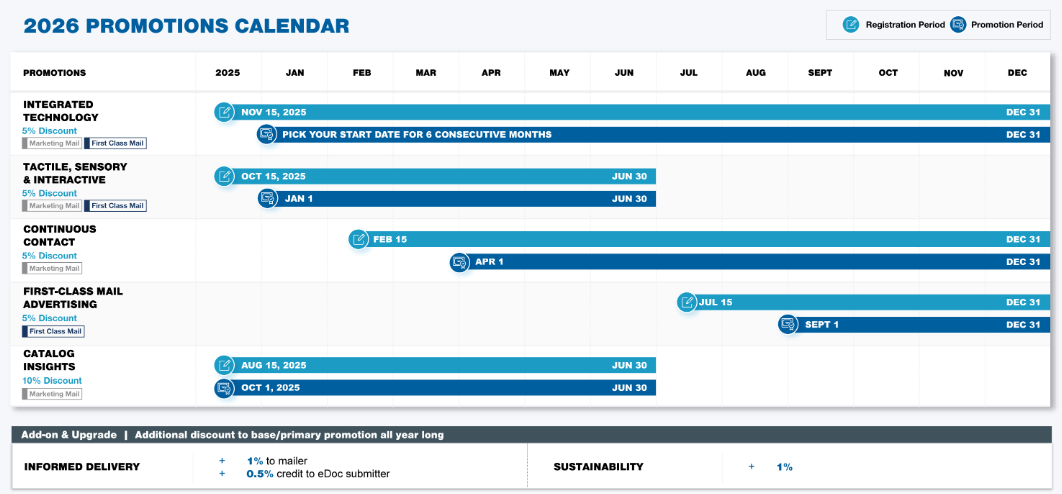 2026 PROMOTIONS CALENDAR
Registration Period Promotion Period
PROMOTIONS 2025 JAN FEB MAR APR MAY JUN JUL AUG SEPT OCT NOV DEC
INTEGRATED
TECHNOLOGY
5% Discount
Marketing Mail First Class Mail
NOV 15, 2025 DEC 31
PICK YOUR START DATE FOR 6 CONSECUTIVE MONTHS DEC 31
TACTILE, SENSORY
& INTERACTIVE
5% Discount
Marketing Mail First Class Mail
OCT 15, 2025 JUN 30
JAN 1 JUN 30
CONTINUOUS
CONTACT
5% Discount
Marketing Mail
FEB 15 DEC 31
APR 1 DEC 31
FIRST-CLASS MAIL
ADVERTISING
5% Discount
First Class Mail
JUL 15 DEC 31
SEPT 1 DEC 31
CATALOG
INSIGHTS
10% Discount
Marketing Mail
AUG 15, 2025 JUN 30
OCT 1, 2025 JUN 30
Add-on & Upgrade | Additional discount to base/primary promotion all year long
INFORMED DELIVERY
+ 1% to mailer
+ 0.5% credit to eDoc submitter
SUSTAINABILITY
+ 1%